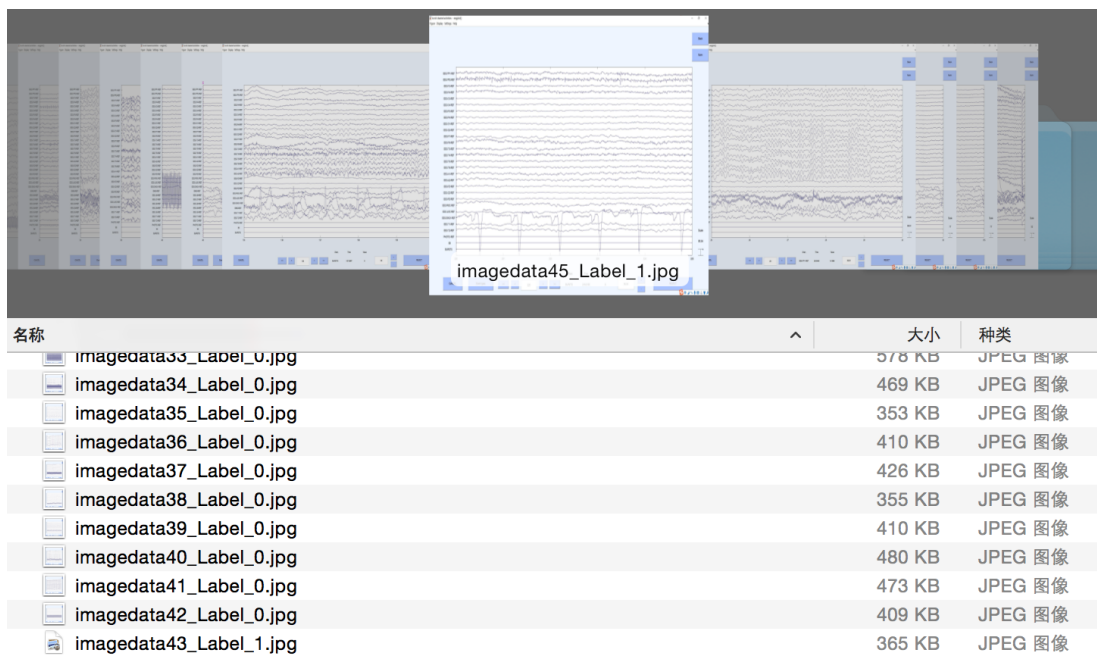 imagedata45_Label_1.jpg
名称 大小 种类
imagedata33_Label_0.jpg 578 KB JPEG 图像
imagedata34_Label_0.jpg 469 KB JPEG 图像
imagedata35_Label_0.jpg 353 KB JPEG 图像
imagedata36_Label_0.jpg 410 KB JPEG 图像
imagedata37_Label_0.jpg 426 KB JPEG 图像
imagedata38_Label_0.jpg 355 KB JPEG 图像
imagedata39_Label_0.jpg 410 KB JPEG 图像
imagedata40_Label_0.jpg 480 KB JPEG 图像
imagedata41_Label_0.jpg 473 KB JPEG 图像
imagedata42_Label_0.jpg 409 KB JPEG 图像
imagedata43_Label_1.jpg 365 KB JPEG 图像